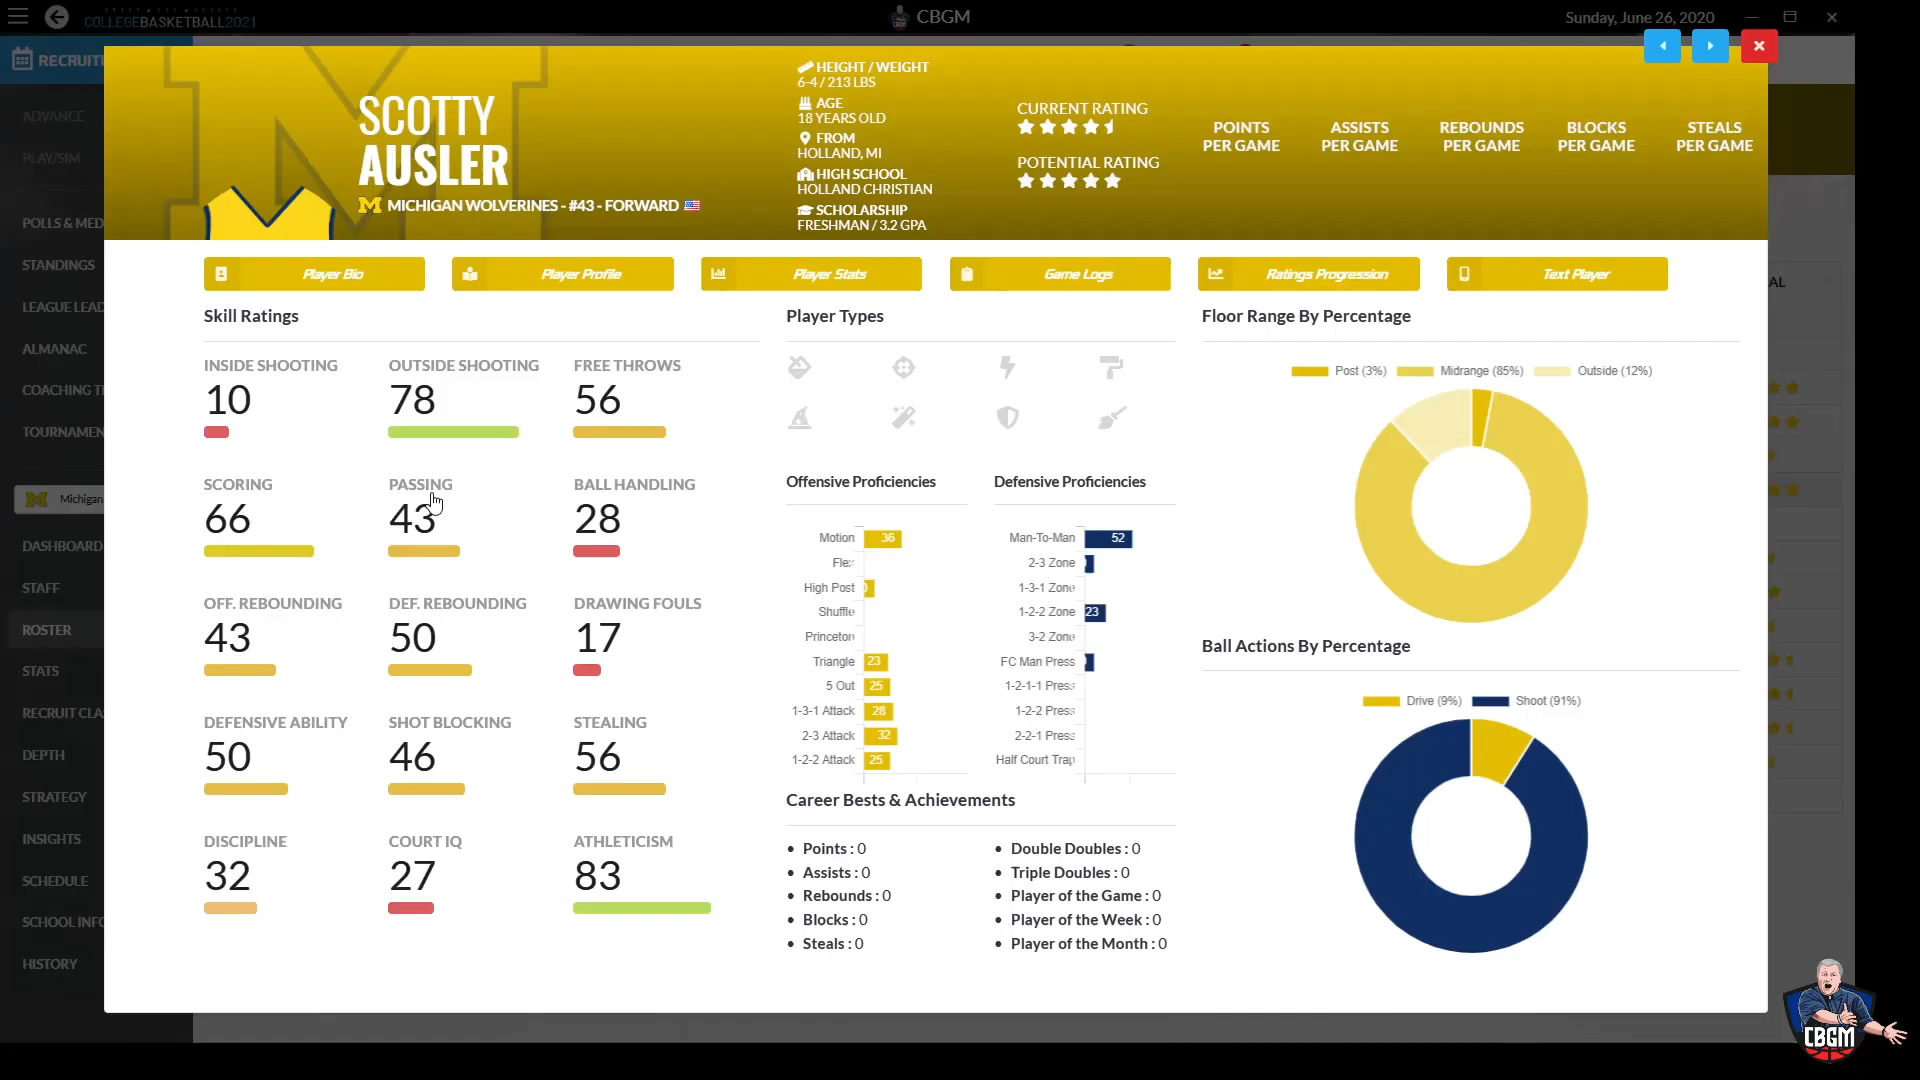 COLLEGEBASKETBALL2021
CBGM
Sunday, June 26, 2020
RECRUITI
ADVANCE
PLAY/SIM
POLLS & MED
STANDINGS
LEAGUE LEAD
ALMANAC
COACHING T
TOURNAMEN
Michigan
DASHBOARD
STAFF
ROSTER
STATS
RECRUIT CLA
DEPTH
STRATEGY
INSIGHTS
SCHEDULE
SCHOOL INFO
HISTORY
AL
SCOTTY
AUSLER
MICHIGAN WOLVERINES - #43 - FORWARD
HEIGHT / WEIGHT
6-4 / 213 LBS
AGE
18 YEARS OLD
FROM
HOLLAND, MI
HIGH SCHOOL
HOLLAND CHRISTIAN
SCHOLARSHIP
FRESHMAN / 3.2 GPA
CURRENT RATING
POTENTIAL RATING
POINTS
PER GAME
ASSISTS
PER GAME
REBOUNDS
PER GAME
BLOCKS
PER GAME
STEALS
PER GAME
Player Bio
Player Profile
Player Stats
Game Logs
Ratings Progression
Text Player
Skill Ratings
INSIDE SHOOTING
10
OUTSIDE SHOOTING
78
FREE THROWS
56
SCORING
66
PASSING
43
BALL HANDLING
28
OFF. REBOUNDING
43
DEF. REBOUNDING
50
DRAWING FOULS
17
DEFENSIVE ABILITY
50
SHOT BLOCKING
46
STEALING
56
DISCIPLINE
32
COURT IQ
27
ATHLETICISM
83
Player Types
Offensive Proficiencies
Motion 36
Flex
High Post
Shuffle
Princeton
Triangle 23
5 Out 25
1-3-1 Attack 28
2-3 Attack 32
1-2-2 Attack 25
Defensive Proficiencies
Man-To-Man 52
2-3 Zone
1-3-1 Zone
1-2-2 Zone 23
3-2 Zone
FC Man Press
1-2-1-1 Press
1-2-2 Press
2-2-1 Press
Half Court Trap
Career Bests & Achievements
Points : 0
Assists : 0
Rebounds : 0
Blocks : 0
Steals : 0
Double Doubles : 0
Triple Doubles : 0
Player of the Game : 0
Player of the Week : 0
Player of the Month : 0
Floor Range By Percentage
Post (3%) Midrange (85%) Outside (12%)
Ball Actions By Percentage
Drive (9%) Shoot (91%)
CBGM